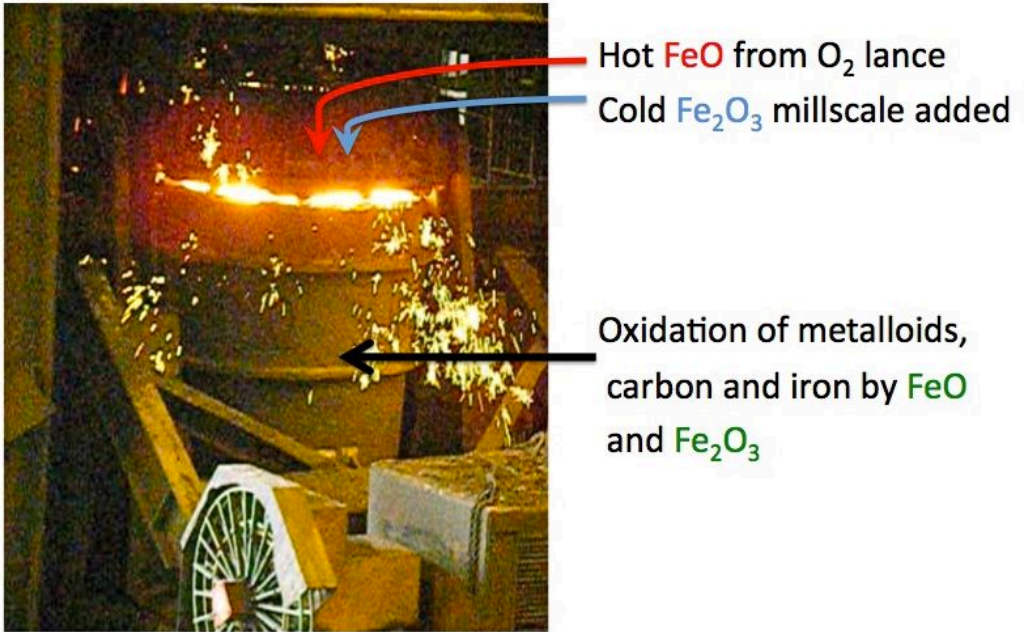 Hot FeO from O₂ lance
Cold Fe₂O₃ millscale added
Oxidation of metalloids,
carbon and iron by FeO
and Fe₂O₃